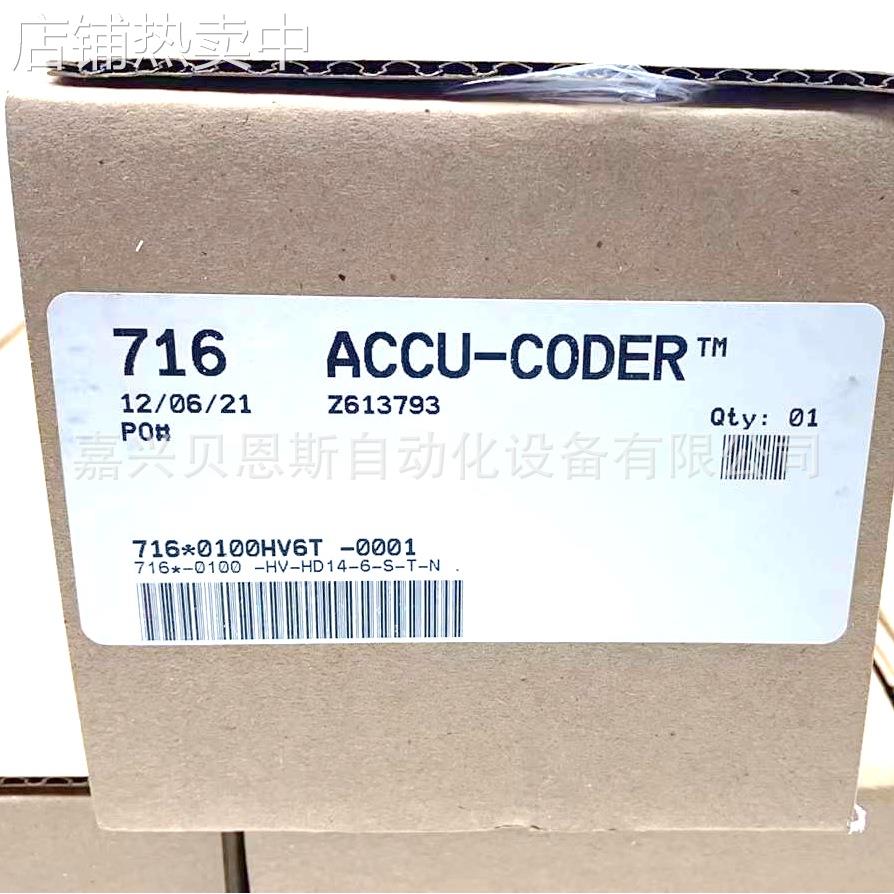 店铺热卖中
716 ACCU-CODER™
12/06/21 Z613793
Qty: 01
PO#
嘉兴贝恩斯自动化设备有限公司
716*0100HV6T -0001
716*-0100 -HV-HD14-6-S-T-N .